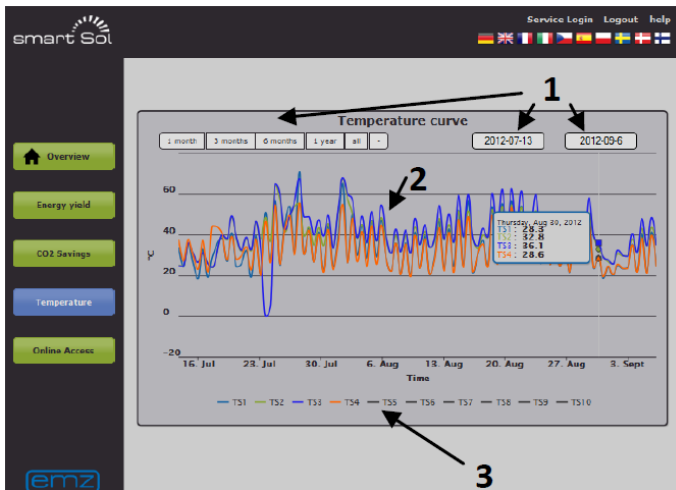 smart Sol
Service Login Logout help
1
Temperature curve
1 month 3 months 6 months 1 year all -
2012-07-13 2012-09-6
Overview
Energy yield
CO2 Savings
Temperature
Online Access
2
60
40
20
0
-20
°C
Thursday, Aug 30, 2012
TS1: 28.3
TS2: 32.8
TS3: 36.1
TS4: 28.6
16. Jul 23. Jul 30. Jul 6. Aug 13. Aug 20. Aug 27. Aug 3. Sept
Time
TS1 TS2 TS3 TS4 TS5 TS6 TS7 TS8 TS9 TS10
3
emz